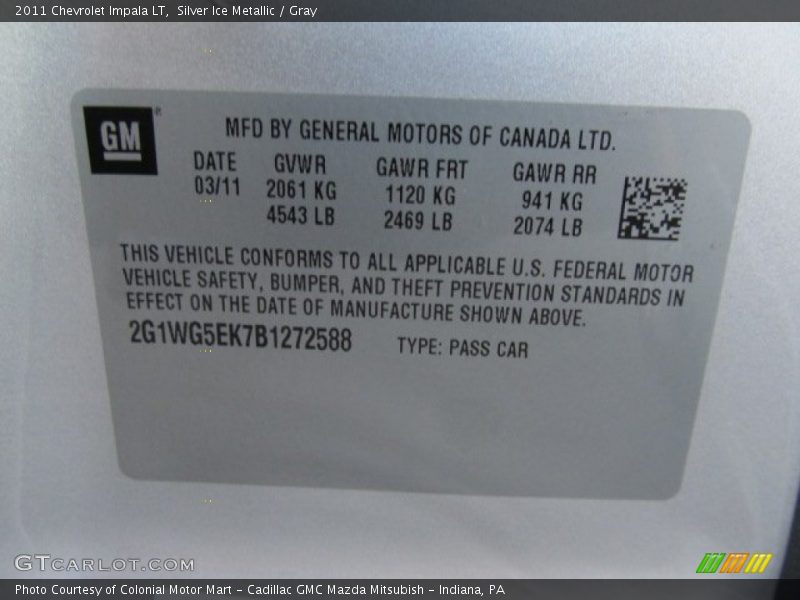 2011 Chevrolet Impala LT, Silver Ice Metallic / Gray
GM
MFD BY GENERAL MOTORS OF CANADA LTD.
DATE GVWR GAWR FRT GAWR RR
03/11 2061 KG 1120 KG 941 KG
4543 LB 2469 LB 2074 LB
THIS VEHICLE CONFORMS TO ALL APPLICABLE U.S. FEDERAL MOTOR
VEHICLE SAFETY, BUMPER, AND THEFT PREVENTION STANDARDS IN
EFFECT ON THE DATE OF MANUFACTURE SHOWN ABOVE.
2G1WG5EK7B1272588 TYPE: PASS CAR
GTCARLOT.COM
Photo Courtesy of Colonial Motor Mart - Cadillac GMC Mazda Mitsubish - Indiana, PA